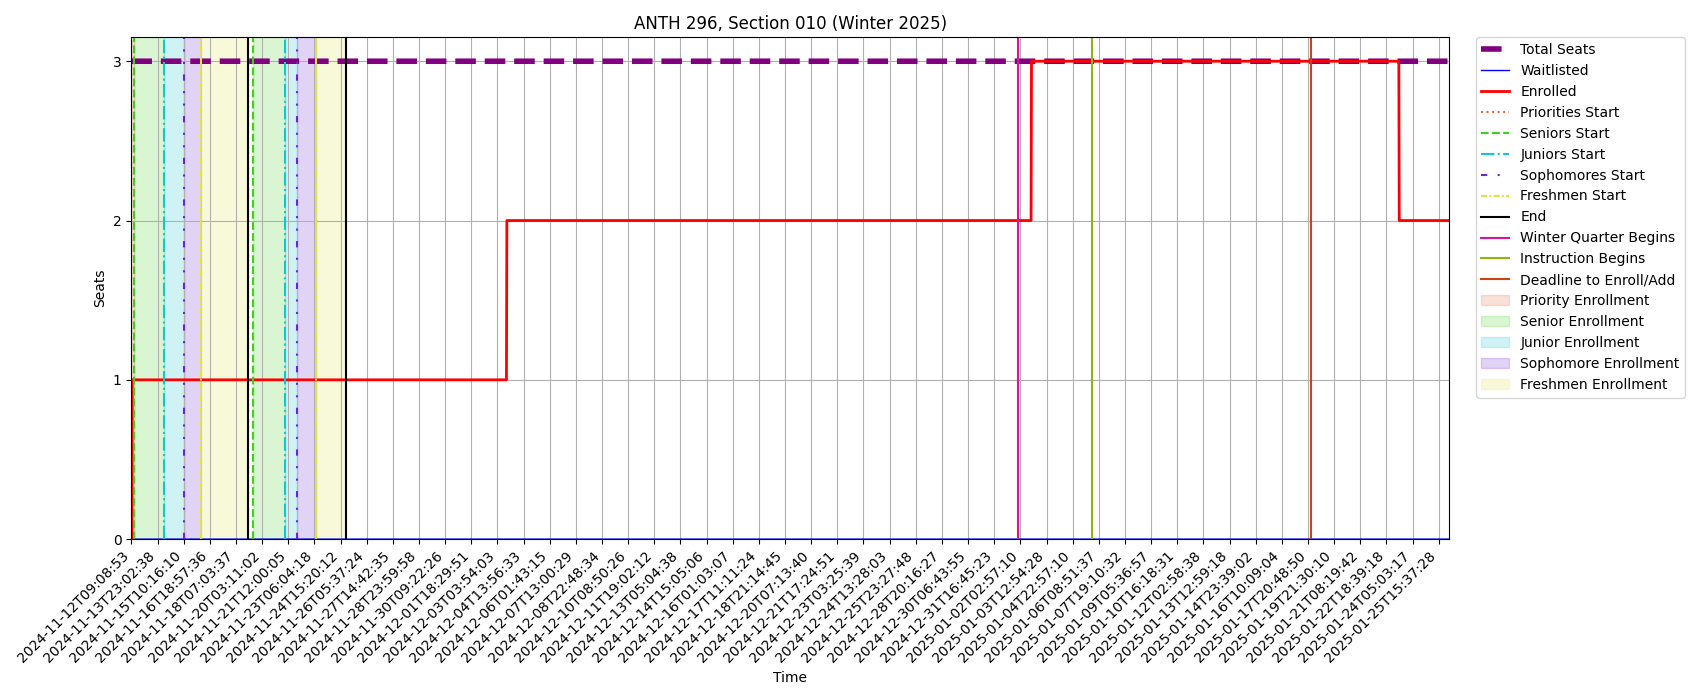 ANTH 296, Section 010 (Winter 2025)
3
2
1
0
Seats
2024-11-12T09:08:53
2024-11-13T23:02:38
2024-11-15T10:16:10
2024-11-16T18:57:36
2024-11-18T07:03:37
2024-11-20T03:11:02
2024-11-21T12:00:05
2024-11-23T06:04:18
2024-11-24T15:20:12
2024-11-26T05:37:24
2024-11-27T14:42:35
2024-11-28T23:59:58
2024-11-30T09:22:26
2024-12-01T18:29:51
2024-12-03T03:54:03
2024-12-04T13:56:33
2024-12-06T01:43:15
2024-12-07T13:00:29
2024-12-08T22:48:34
2024-12-10T08:50:26
2024-12-11T19:02:12
2024-12-13T05:04:38
2024-12-14T15:05:06
2024-12-16T01:03:07
2024-12-17T11:11:24
2024-12-18T21:14:45
2024-12-20T07:13:40
2024-12-21T17:24:51
2024-12-23T03:25:39
2024-12-24T13:28:03
2024-12-25T23:27:48
2024-12-28T20:16:27
2024-12-30T06:43:55
2024-12-31T16:45:23
2025-01-02T02:57:10
2025-01-03T12:54:28
2025-01-04T22:57:10
2025-01-06T08:51:37
2025-01-07T19:10:32
2025-01-09T05:36:57
2025-01-10T16:18:31
2025-01-12T02:58:38
2025-01-13T12:59:18
2025-01-14T23:39:02
2025-01-16T10:09:04
2025-01-17T20:48:50
2025-01-19T21:30:10
2025-01-21T08:19:42
2025-01-22T18:39:18
2025-01-24T05:03:17
2025-01-25T15:37:28
Time
Total Seats
Waitlisted
Enrolled
Priorities Start
Seniors Start
Juniors Start
Sophomores Start
Freshmen Start
End
Winter Quarter Begins
Instruction Begins
Deadline to Enroll/Add
Priority Enrollment
Senior Enrollment
Junior Enrollment
Sophomore Enrollment
Freshmen Enrollment